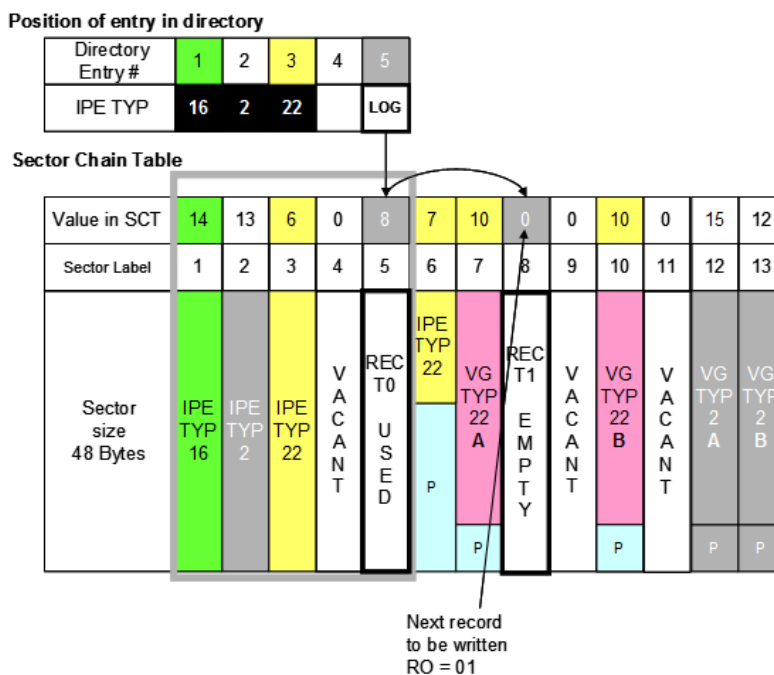 Position of entry in directory
Directory Entry # 1 2 3 4 5
IPE TYP 16 2 22 LOG
Sector Chain Table
Value in SCT 14 13 6 0 8 7 10 0 0 10 0 15 12
Sector Label 1 2 3 4 5 6 7 8 9 10 11 12 13
Sector size 48 Bytes
IPE TYP 16
IPE TYP 2
IPE TYP 22
VACANT
REC T0 USED
IPE TYP 22
P
VG TYP 22 A
P
REC T1 EMPTY
VACANT
VG TYP 22 B
P
VACANT
VG TYP 2 A
P
VG TYP 2 B
P
Next record
to be written
RO = 01